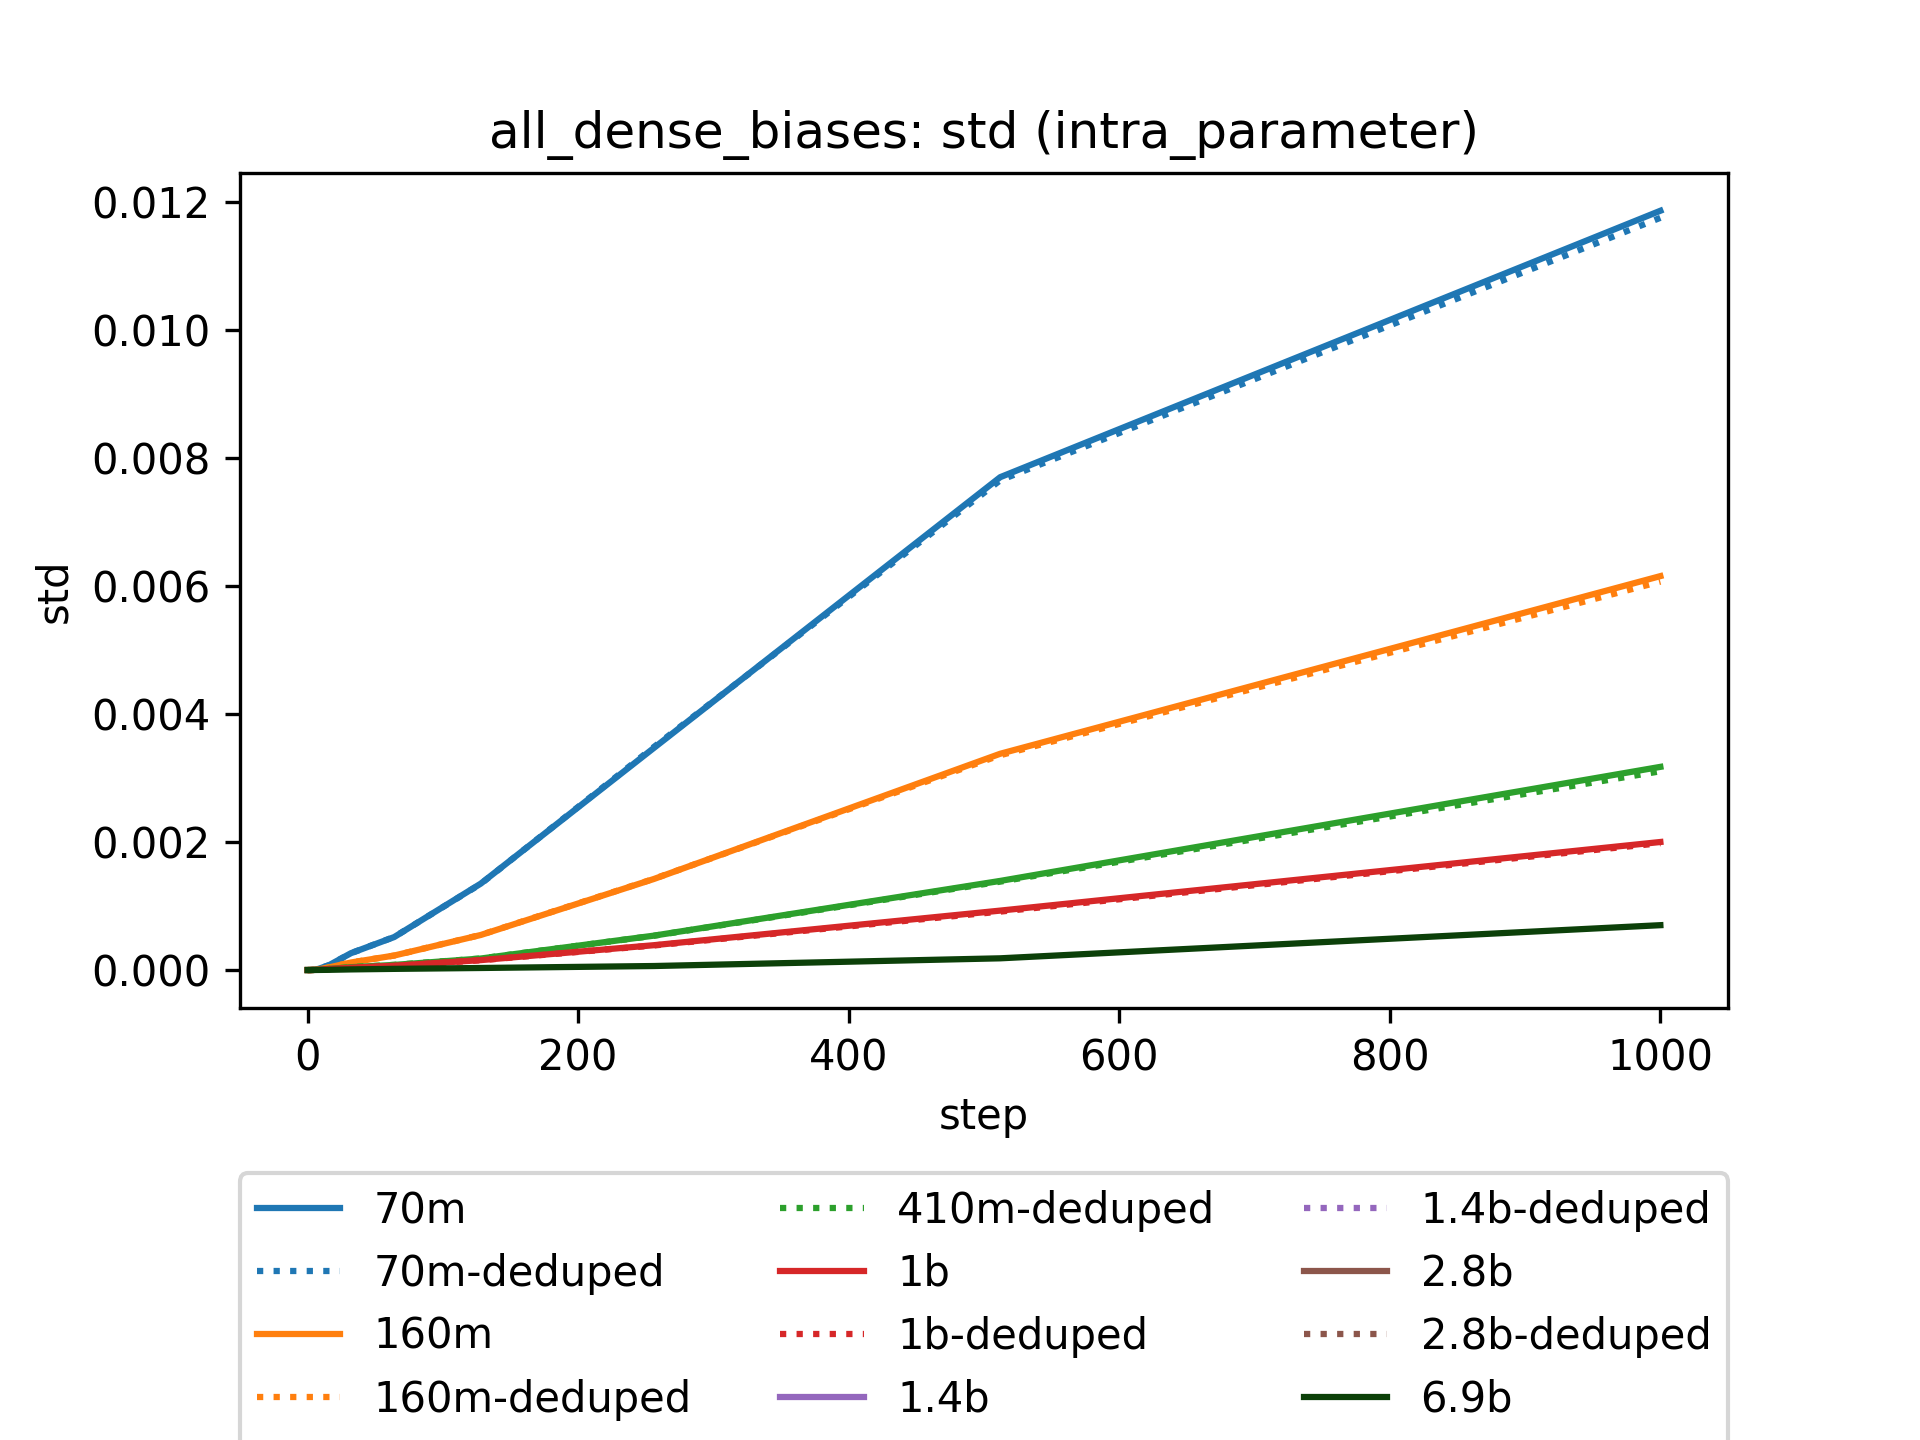 all_dense_biases: std (intra_parameter)
0.012
0.010
0.008
0.006
0.004
0.002
0.000
std
0 200 400 600 800 1000
step
70m 410m-deduped 1.4b-deduped
70m-deduped 1b 2.8b
160m 1b-deduped 2.8b-deduped
160m-deduped 1.4b 6.9b